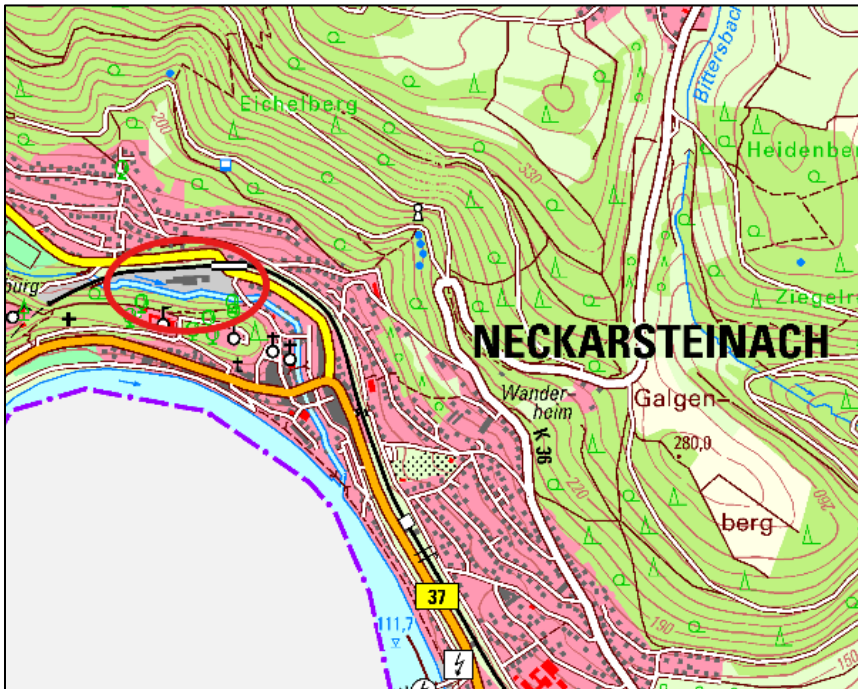 Eichelberg
200
Bittersbach
Heidenber
330
burg
Ziegelr
NECKARSTEINACH
Wander-
heim
K 36
Galgen-
280,0
berg
220
260
37
111,7
190
150